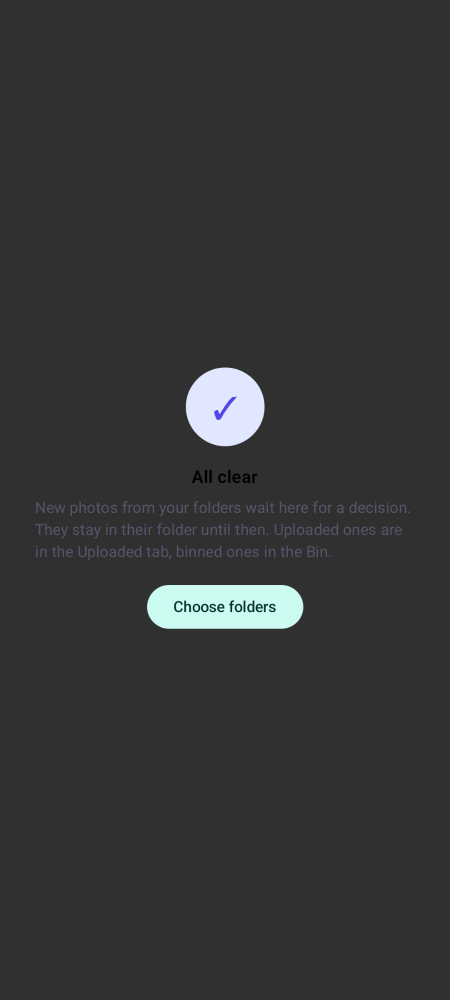 ✓
All clear
New photos from your folders wait here for a decision.
They stay in their folder until then. Uploaded ones are
in the Uploaded tab, binned ones in the Bin.
Choose folders